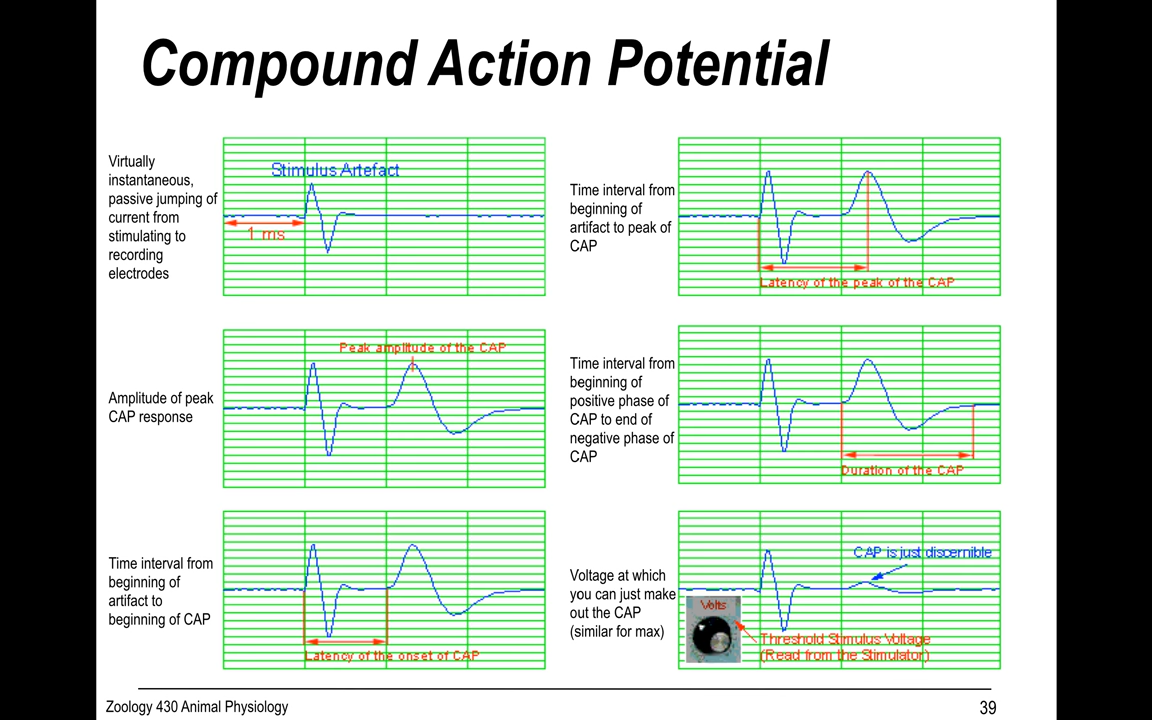 Compound Action Potential
Virtually
instantaneous,
passive jumping of
current from
stimulating to
recording
electrodes
Stimulus Artefact
1 ms
Amplitude of peak
CAP response
Peak amplitude of the CAP
Time interval from
beginning of
artifact to
beginning of CAP
Latency of the onset of CAP
Time interval from
beginning of
artifact to peak of
CAP
Latency of the peak of the CAP
Time interval from
beginning of
positive phase of
CAP to end of
negative phase of
CAP
Duration of the CAP
Voltage at which
you can just make
out the CAP
(similar for max)
CAP is just discernible
Volts
Threshold Stimulus Voltage
(Read from the Stimulator)
Zoology 430 Animal Physiology
39